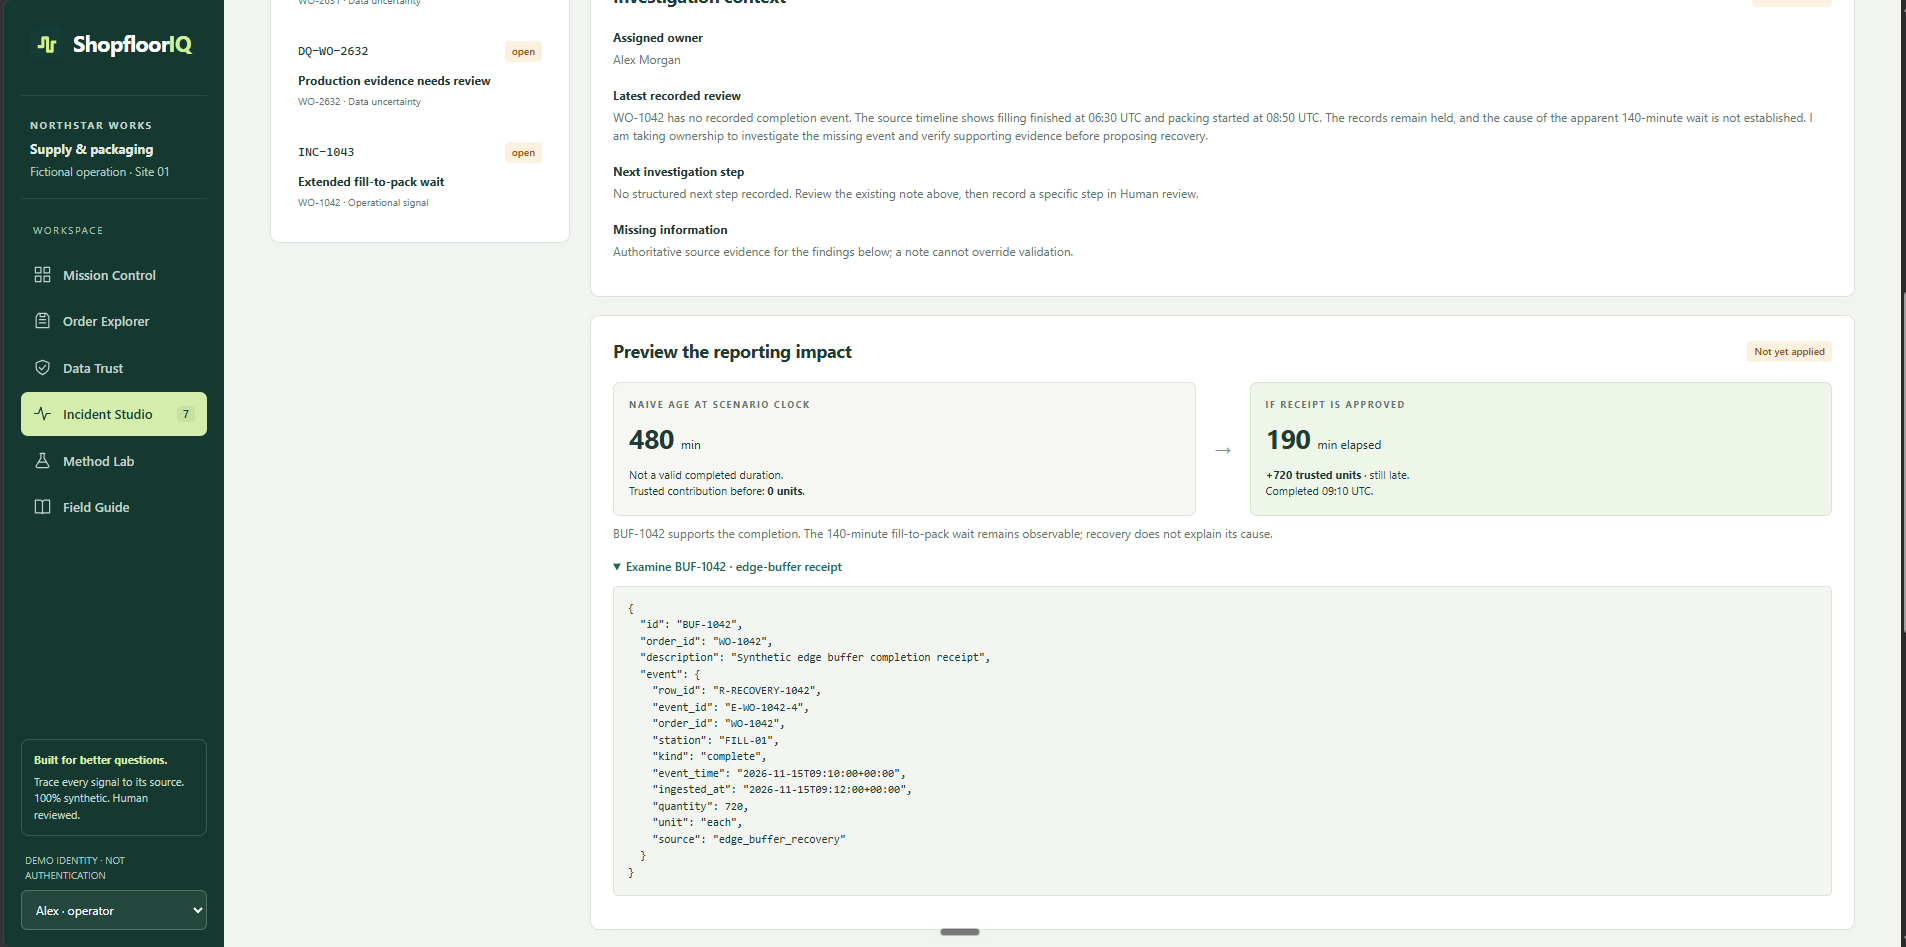 ShopfloorIQ
NORTHSTAR WORKS
Supply & packaging
Fictional operation · Site 01
WORKSPACE
Mission Control
Order Explorer
Data Trust
Incident Studio 7
Method Lab
Field Guide
Built for better questions.
Trace every signal to its source.
100% synthetic. Human
reviewed.
DEMO IDENTITY · NOT
AUTHENTICATION
Alex · operator
WO-2631 · Data uncertainty
DQ-WO-2632 open
Production evidence needs review
WO-2632 · Data uncertainty
INC-1043 open
Extended fill-to-pack wait
WO-1042 · Operational signal
Investigation context
Assigned owner
Alex Morgan
Latest recorded review
WO-1042 has no recorded completion event. The source timeline shows filling finished at 06:30 UTC and packing started at 08:50 UTC. The records remain held, and the cause of the apparent 140-minute wait is not established. I
am taking ownership to investigate the missing event and verify supporting evidence before proposing recovery.
Next investigation step
No structured next step recorded. Review the existing note above, then record a specific step in Human review.
Missing information
Authoritative source evidence for the findings below; a note cannot override validation.
Preview the reporting impact Not yet applied
NAIVE AGE AT SCENARIO CLOCK
480 min
Not a valid completed duration.
Trusted contribution before: 0 units.
→
IF RECEIPT IS APPROVED
190 min elapsed
+720 trusted units · still late.
Completed 09:10 UTC.
BUF-1042 supports the completion. The 140-minute fill-to-pack wait remains observable; recovery does not explain its cause.
▼ Examine BUF-1042 · edge-buffer receipt
{
"id": "BUF-1042",
"order_id": "WO-1042",
"description": "Synthetic edge buffer completion receipt",
"event": {
"row_id": "R-RECOVERY-1042",
"event_id": "E-WO-1042-4",
"order_id": "WO-1042",
"station": "FILL-01",
"kind": "complete",
"event_time": "2026-11-15T09:10:00+00:00",
"ingested_at": "2026-11-15T09:12:00+00:00",
"quantity": 720,
"unit": "each",
"source": "edge_buffer_recovery"
}
}